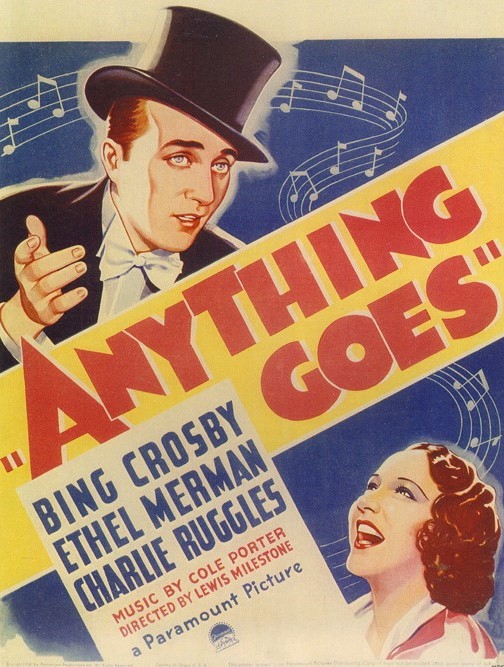 "ANYTHING
GOES"
BING CROSBY
ETHEL MERMAN
CHARLIE RUGGLES
MUSIC BY COLE PORTER
DIRECTED BY LEWIS MILESTONE
a Paramount Picture